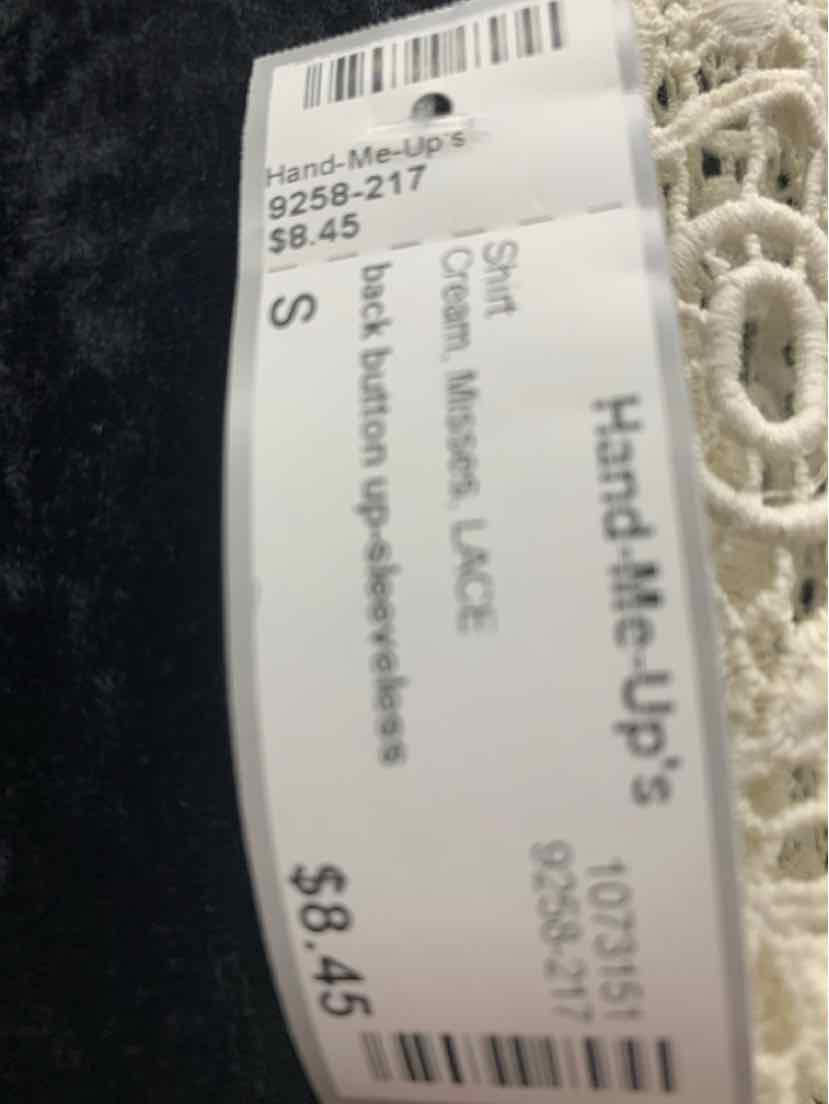 Hand-Me-Up's
9258-217
$8.45
Hand-Me-Up's
1073151
9258-217
Shirt
Cream, Misses, LACE
back button up-sleeveless
S
$8.45